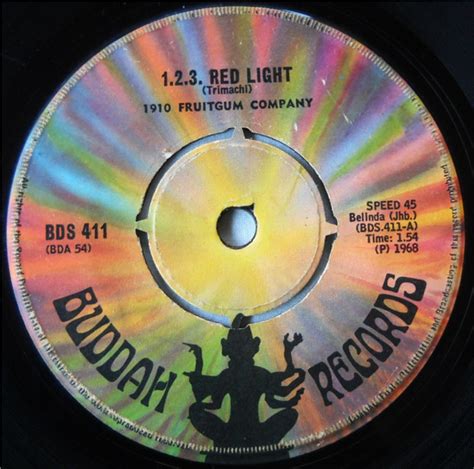 1.2.3. RED LIGHT
(Trimachi)
1910 FRUITGUM COMPANY
BDS 411
(BDA 54)
SPEED 45
Belinda (Jhb.)
(BDS.411-A)
Time: 1.54
(P) 1968
BUDDAH RECORDS